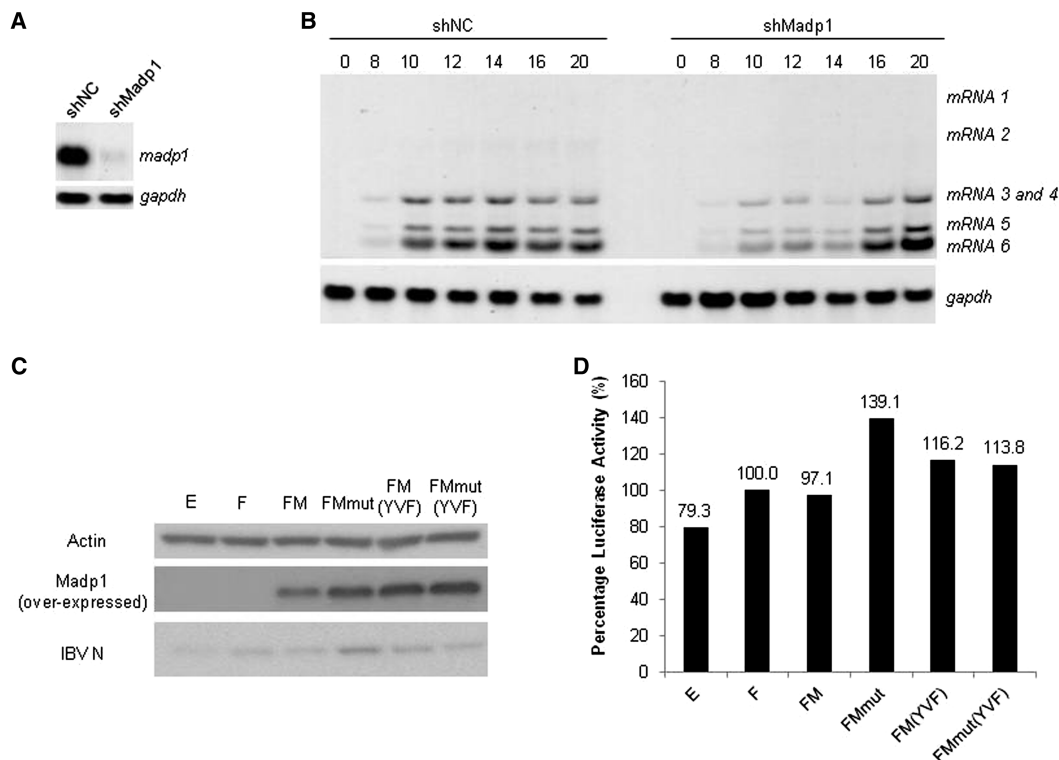 A
shNC
shMadp1
madp1
gapdh
B
shNC
shMadp1
0 8 10 12 14 16 20 0 8 10 12 14 16 20
mRNA 1
mRNA 2
mRNA 3 and 4
mRNA 5
mRNA 6
gapdh
C
E F FM FMmut FM (YVF) FMmut (YVF)
Actin
Madp1
(over-expressed)
IBV N
D
Percentage Luciferase Activity (%)
160
140
120
100
80
60
40
20
0
79.3
100.0
97.1
139.1
116.2
113.8
E
F
FM
FMmut
FM(YVF)
FMmut(YVF)